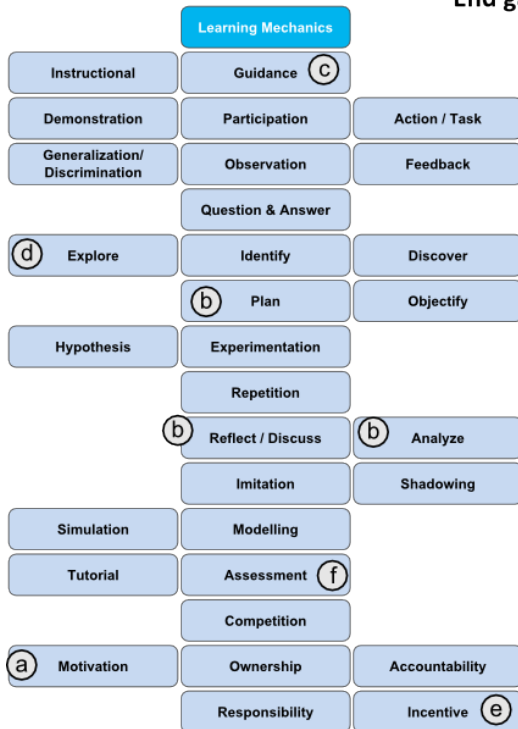 End ga
Learning Mechanics
Instructional
Guidance c
Demonstration
Participation
Action / Task
Generalization/
Discrimination
Observation
Feedback
Question & Answer
d Explore
Identify
Discover
b Plan
Objectify
Hypothesis
Experimentation
Repetition
b Reflect / Discuss
b Analyze
Imitation
Shadowing
Simulation
Modelling
Tutorial
Assessment f
Competition
a Motivation
Ownership
Accountability
Responsibility
Incentive e